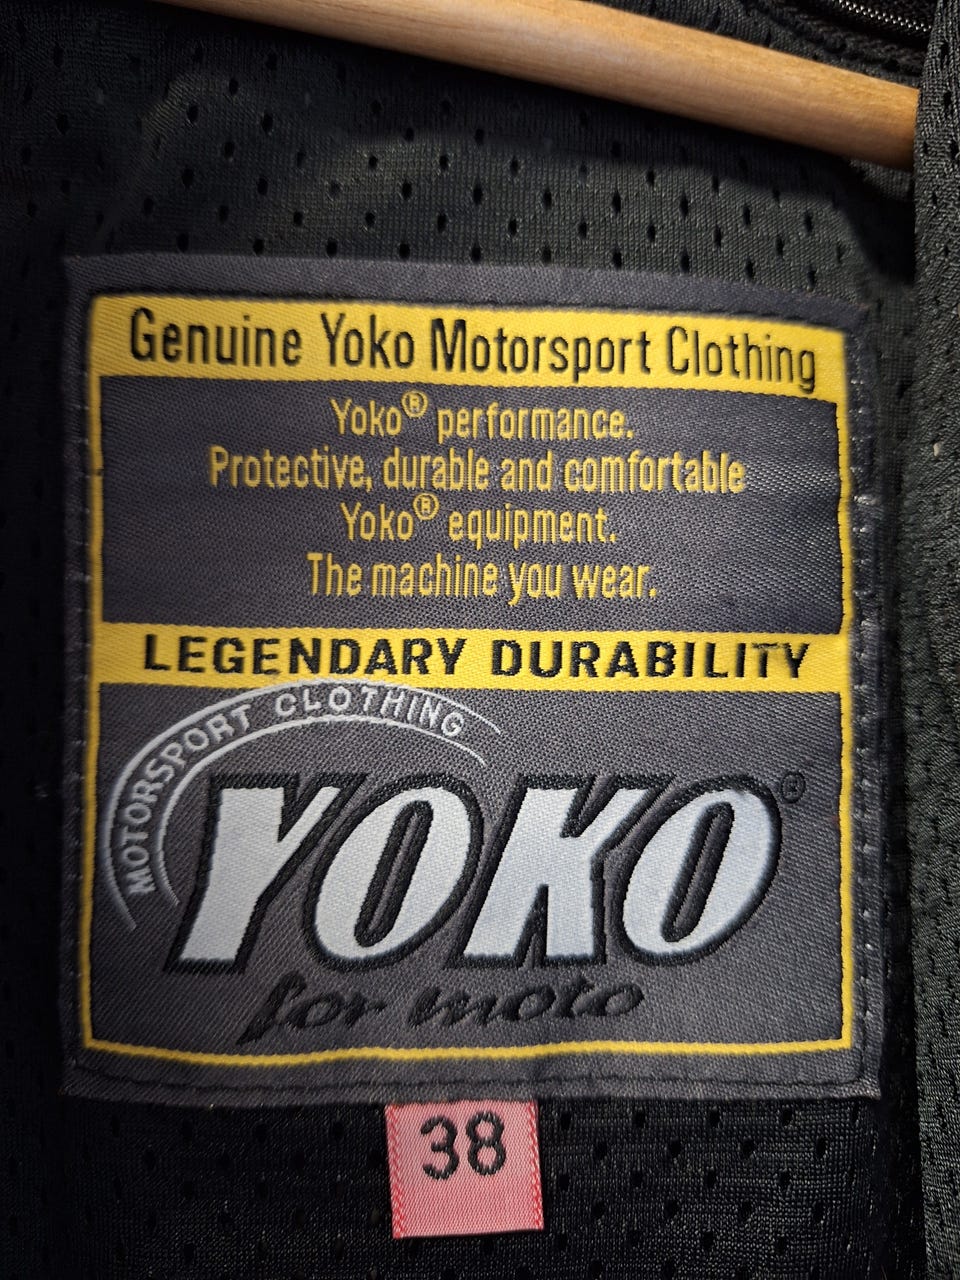 Genuine Yoko Motorsport Clothing
Yoko® performance.
Protective, durable and comfortable
Yoko® equipment.
The machine you wear.
LEGENDARY DURABILITY
MOTORSPORT CLOTHING
YOKO®
for moto
38